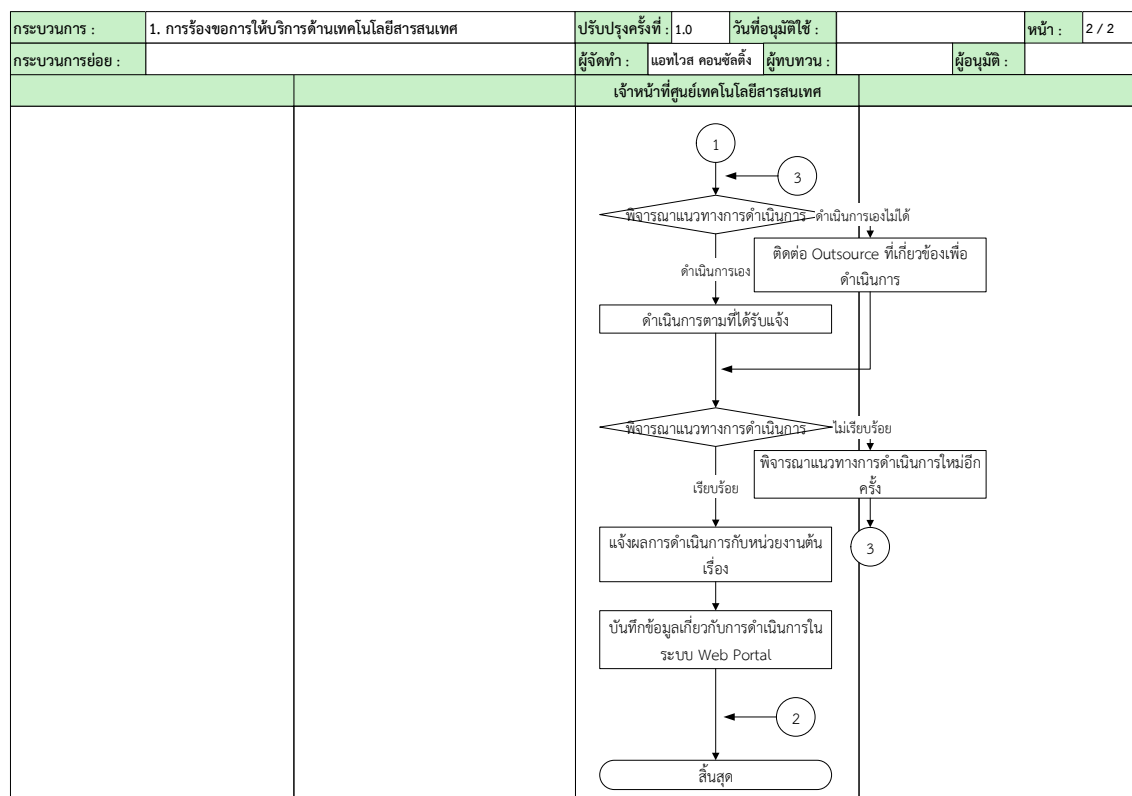 กระบวนการ : 1. การร้องขอการให้บริการด้านเทคโนโลยีสารสนเทศ ปรับปรุงครั้งที่ : 1.0 วันที่อนุมัติใช้ : หน้า : 2 / 2
กระบวนการย่อย : ผู้จัดทำ : แอทไวส คอนซัลติ้ง ผู้ทบทวน : ผู้อนุมัติ :
เจ้าหน้าที่ศูนย์เทคโนโลยีสารสนเทศ
1
3
พิจารณาแนวทางการดำเนินการ ดำเนินการเองไม่ได้
ติดต่อ Outsource ที่เกี่ยวข้องเพื่อ
ดำเนินการ
ดำเนินการเอง
ดำเนินการตามที่ได้รับแจ้ง
พิจารณาแนวทางการดำเนินการ ไม่เรียบร้อย
พิจารณาแนวทางการดำเนินการใหม่อีก
ครั้ง
เรียบร้อย
แจ้งผลการดำเนินการกับหน่วยงานต้น
เรื่อง
3
บันทึกข้อมูลเกี่ยวกับการดำเนินการใน
ระบบ Web Portal
2
สิ้นสุด